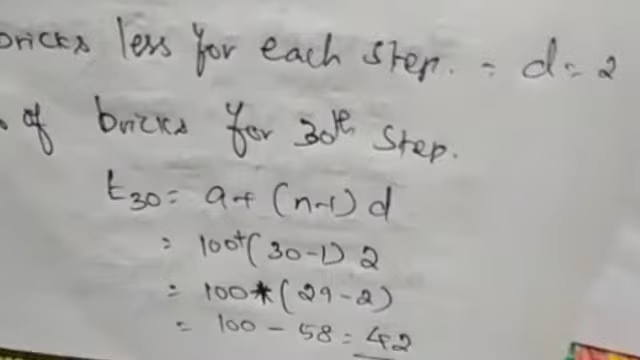 bricks less for each step. = d = 2
of bricks for 30th step.
t30 = a + (n-1) d
= 100 + (30-1) 2
= 100 * (29-2)
= 100 - 58 = 42